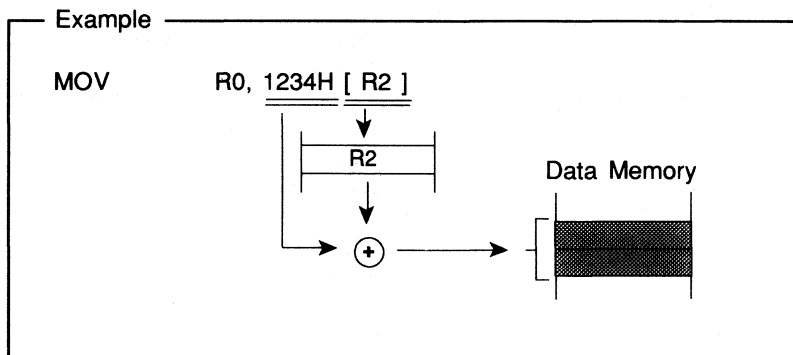 Example
MOV R0, 1234H [ R2 ]
R2
Data Memory
+